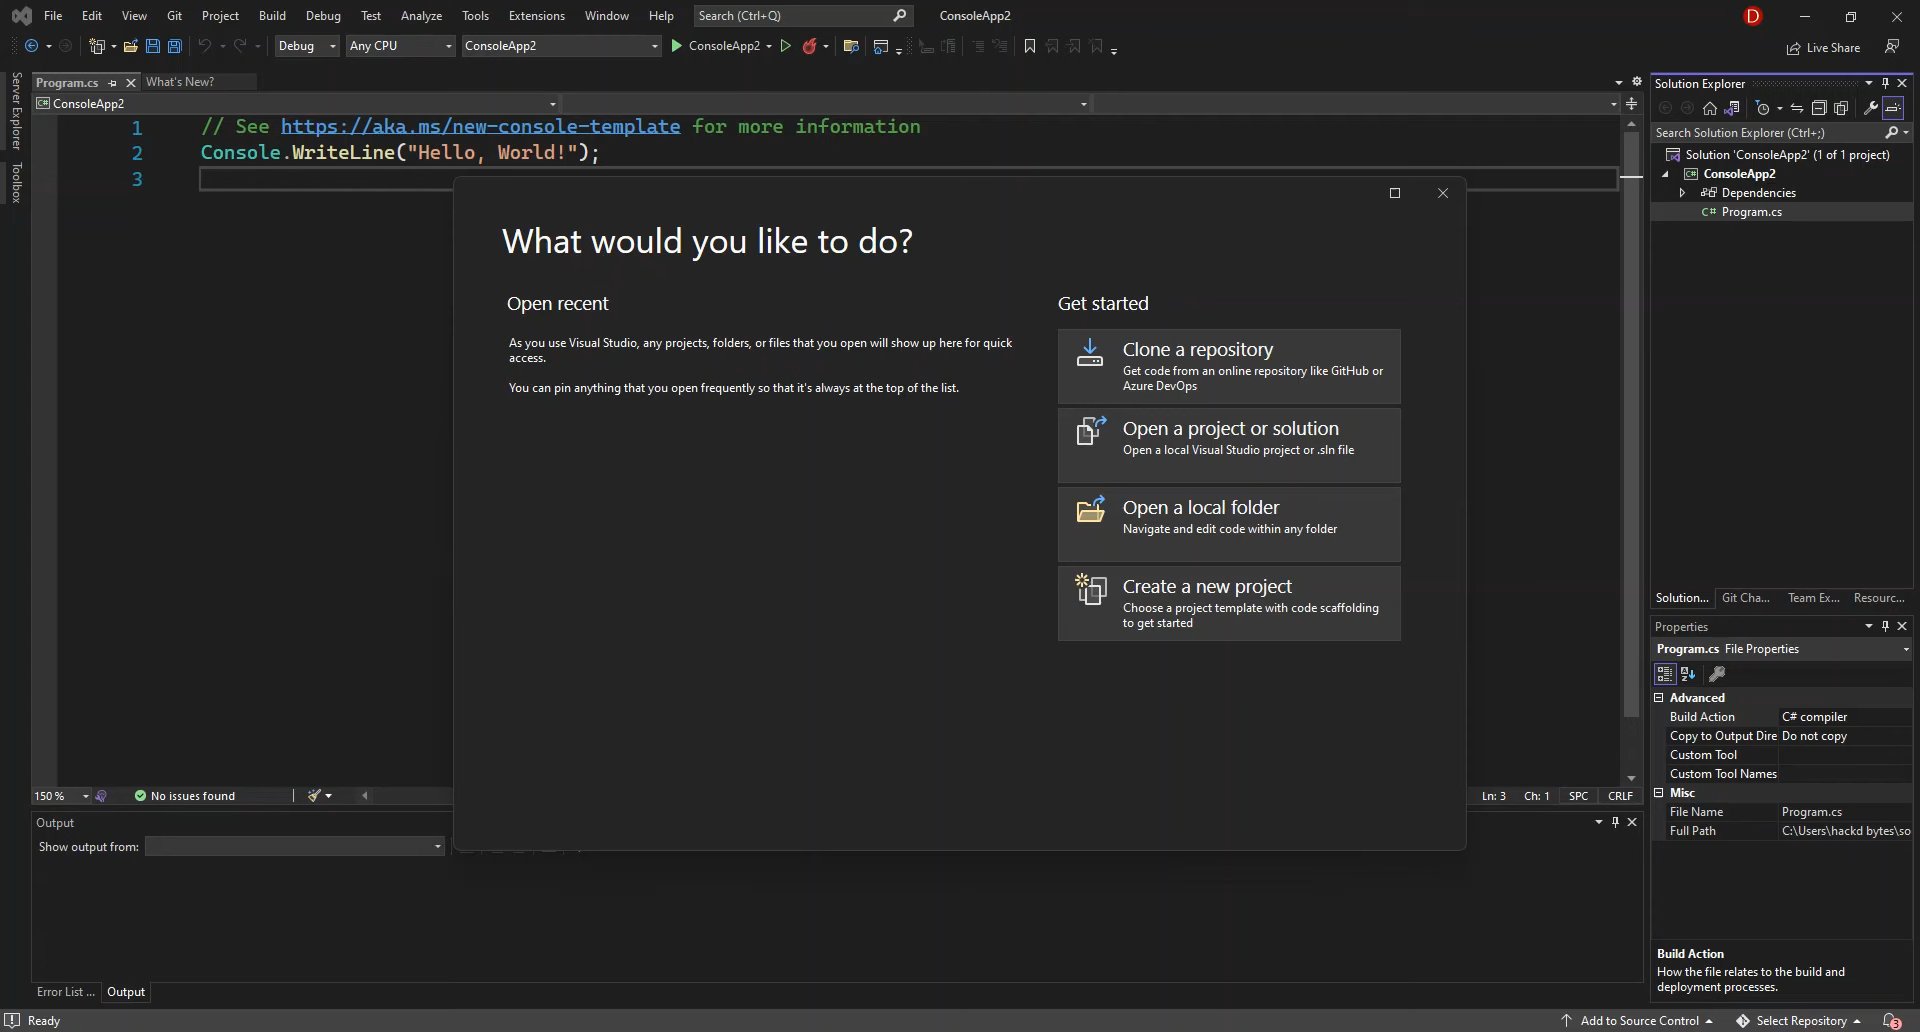 File Edit View Git Project Build Debug Test Analyze Tools Extensions Window Help Search (Ctrl+Q) ConsoleApp2 D
Debug Any CPU ConsoleApp2 ConsoleApp2 Live Share
Server Explorer
Toolbox
Program.cs What's New?
C# ConsoleApp2
1 // See https://aka.ms/new-console-template for more information
2 Console.WriteLine("Hello, World!");
3
What would you like to do?
Open recent
As you use Visual Studio, any projects, folders, or files that you open will show up here for quick
access.
You can pin anything that you open frequently so that it's always at the top of the list.
Get started
Clone a repository
Get code from an online repository like GitHub or
Azure DevOps
Open a project or solution
Open a local Visual Studio project or .sln file
Open a local folder
Navigate and edit code within any folder
Create a new project
Choose a project template with code scaffolding
to get started
150 % No issues found Ln: 3 Ch: 1 SPC CRLF
Output
Show output from:
Error List ... Output
Solution Explorer
Search Solution Explorer (Ctrl+;)
Solution 'ConsoleApp2' (1 of 1 project)
C# ConsoleApp2
Dependencies
C# Program.cs
Solution... Git Cha... Team Ex... Resourc...
Properties
Program.cs File Properties
Advanced
Build Action C# compiler
Copy to Output Dire Do not copy
Custom Tool
Custom Tool Names
Misc
File Name Program.cs
Full Path C:\Users\hackd bytes\so
Build Action
How the file relates to the build and
deployment processes.
Ready Add to Source Control Select Repository 3